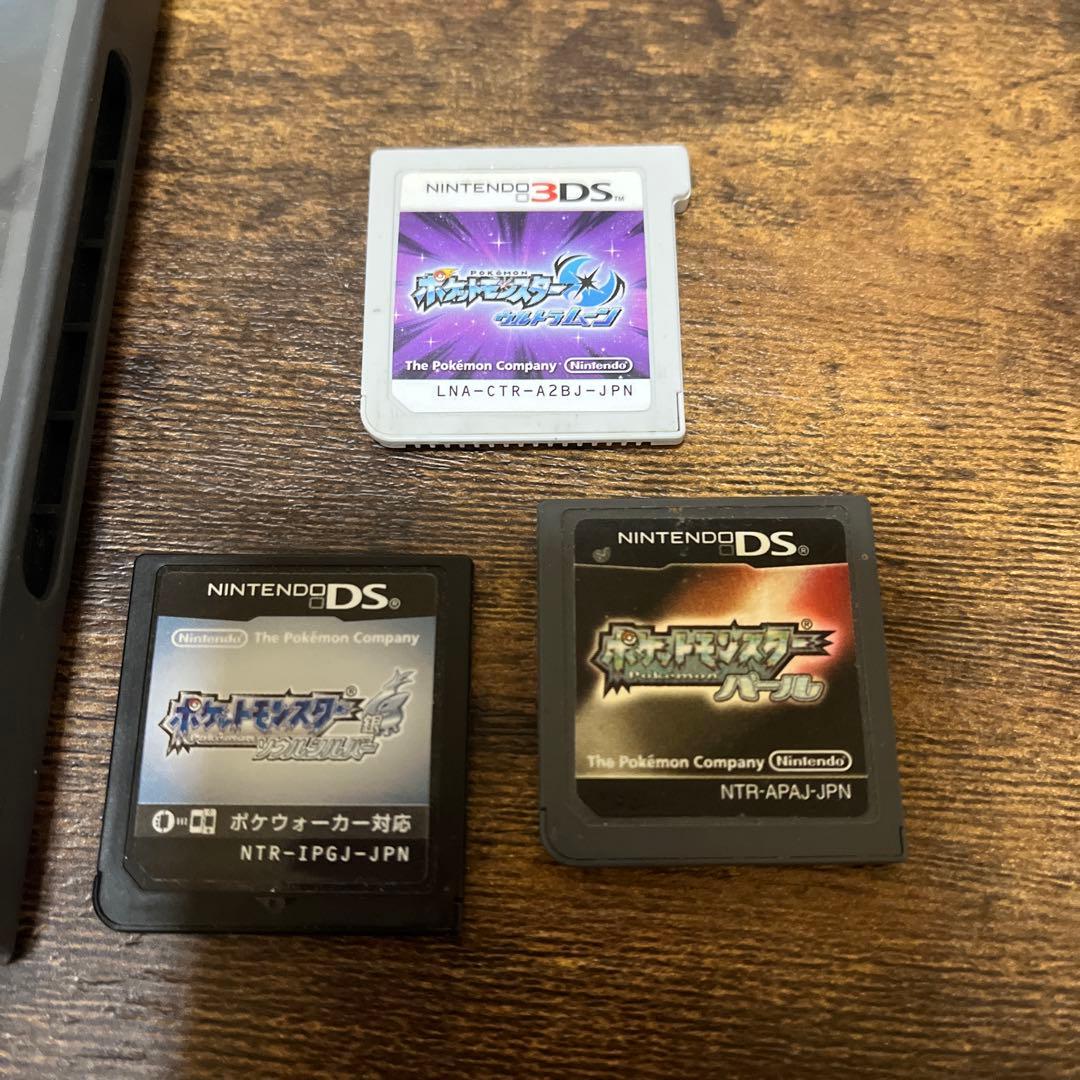 NINTENDO 3DS™
POKéMON
ポケットモンスター
ウルトラムーン
The Pokémon Company Nintendo
LNA-CTR-A2BJ-JPN
NINTENDO DS®
Nintendo The Pokémon Company
ポケットモンスター®
Pokémon
銀
ソウルシルバー
ポケウォーカー対応
NTR-IPGJ-JPN
NINTENDO DS®
ポケットモンスター®
Pokémon
パール
The Pokémon Company Nintendo
NTR-APAJ-JPN